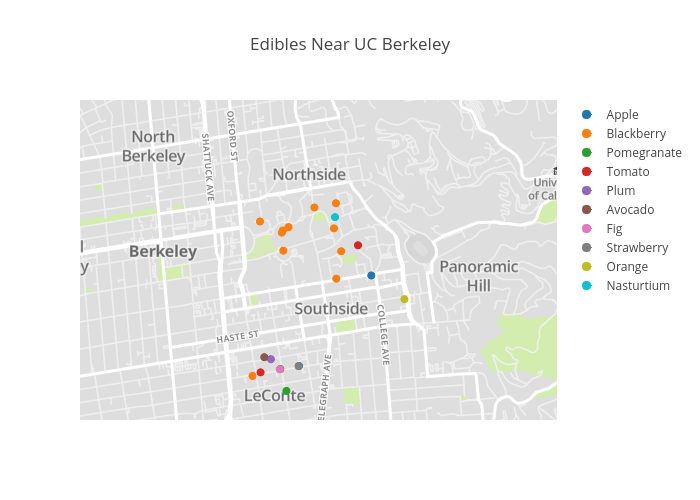 Edibles Near UC Berkeley
North
Berkeley
SHATTUCK AVE
OXFORD ST
Northside
Univ
of Cal
Berkeley
l
y
Panoramic
Hill
Southside
HASTE ST
COLLEGE AVE
ELEGRAPH AVE
LeConte
Apple
Blackberry
Pomegranate
Tomato
Plum
Avocado
Fig
Strawberry
Orange
Nasturtium